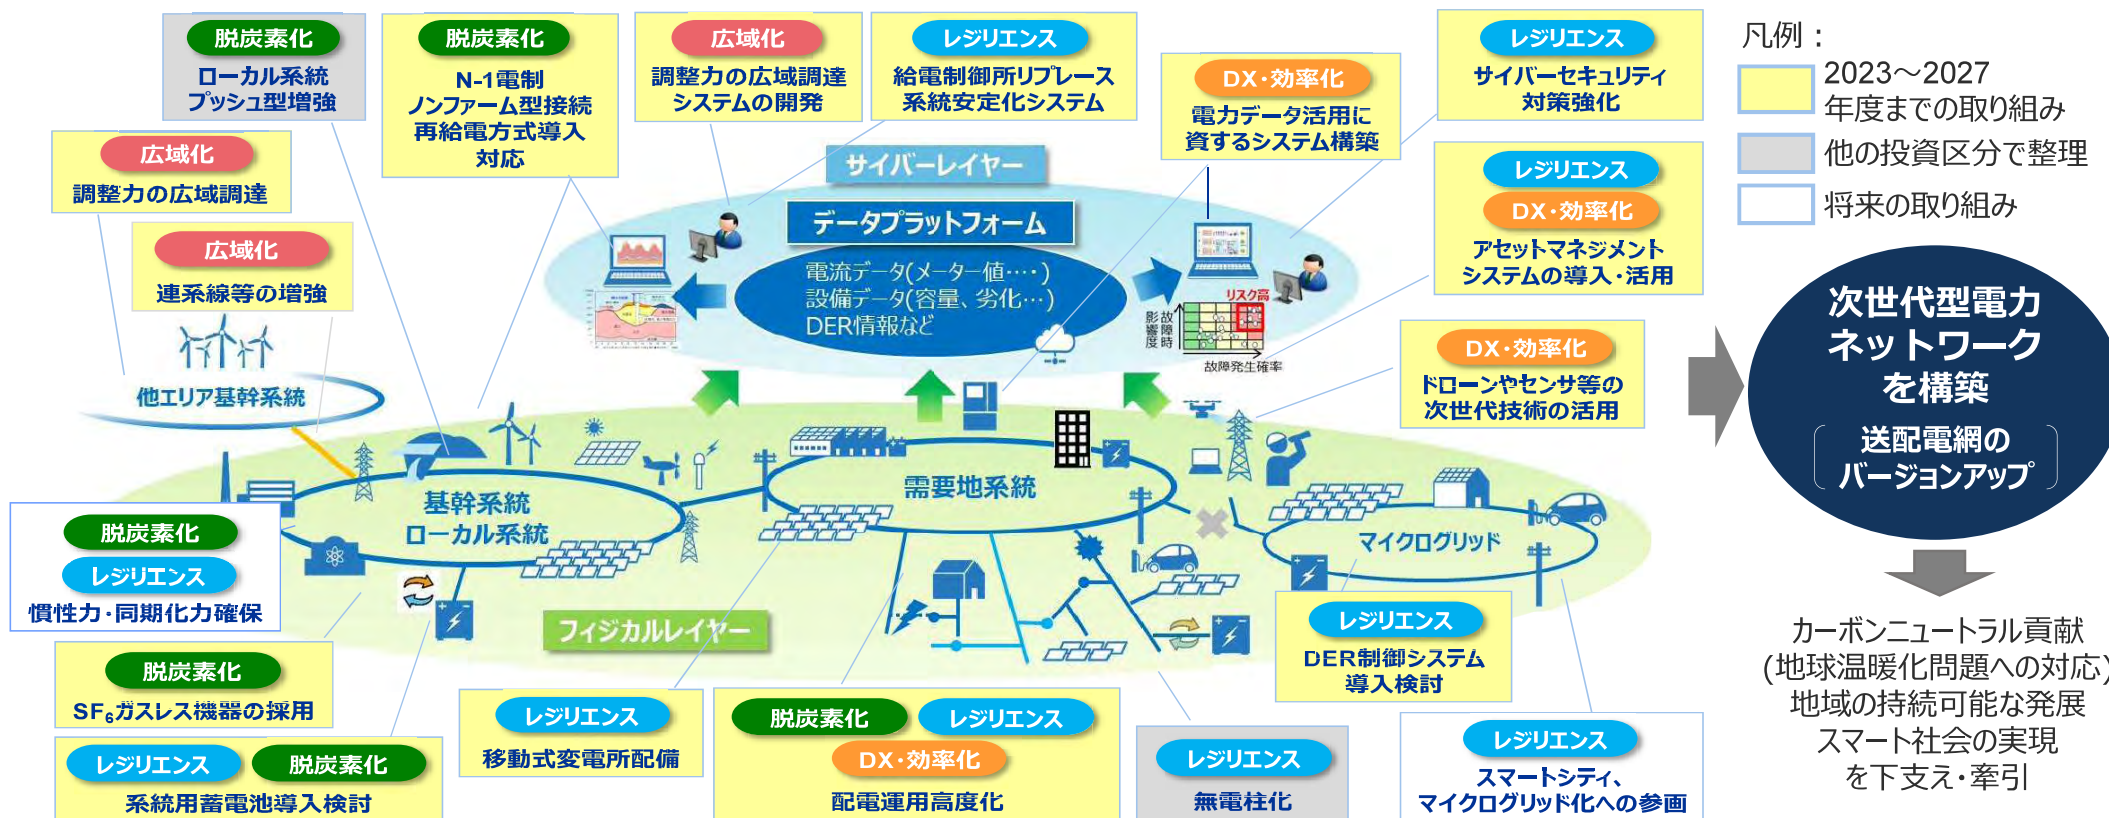 脱炭素化
ローカル系統
プッシュ型増強
脱炭素化
N-1電制
ノンファーム型接続
再給電方式導入
対応
広域化
調整力の広域調達
システムの開発
レジリエンス
給電制御所リプレース
系統安定化システム
DX・効率化
電力データ活用に
資するシステム構築
レジリエンス
サイバーセキュリティ
対策強化
凡例：
2023～2027
年度までの取り組み
他の投資区分で整理
将来の取り組み
広域化
調整力の広域調達
広域化
連系線等の増強
レジリエンス
DX・効率化
アセットマネジメント
システムの導入・活用
サイバーレイヤー
データプラットフォーム
電流データ(メーター値‥‥)
設備データ(容量、劣化…)
DER情報など
リスク高
故障時
影響度
故障発生確率
DX・効率化
ドローンやセンサ等の
次世代技術の活用
他エリア基幹系統
基幹系統
ローカル系統
需要地系統
マイクログリッド
フィジカルレイヤー
脱炭素化
レジリエンス
慣性力・同期化力確保
脱炭素化
SF₆ガスレス機器の採用
レジリエンス
脱炭素化
系統用蓄電池導入検討
レジリエンス
移動式変電所配備
脱炭素化
レジリエンス
DX・効率化
配電運用高度化
レジリエンス
無電柱化
レジリエンス
DER制御システム
導入検討
レジリエンス
スマートシティ、
マイクログリッド化への参画
次世代型電力
ネットワーク
を構築
送配電網の
バージョンアップ
カーボンニュートラル貢献
(地球温暖化問題への対応)
地域の持続可能な発展
スマート社会の実現
を下支え・牽引